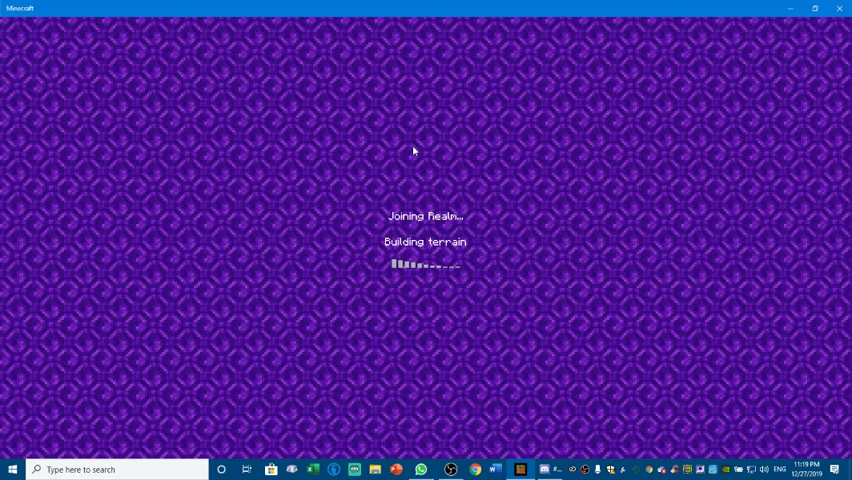 Minecraft
Joining Realm...
Building terrain
Type here to search
ENG
11:19 PM
12/27/2019